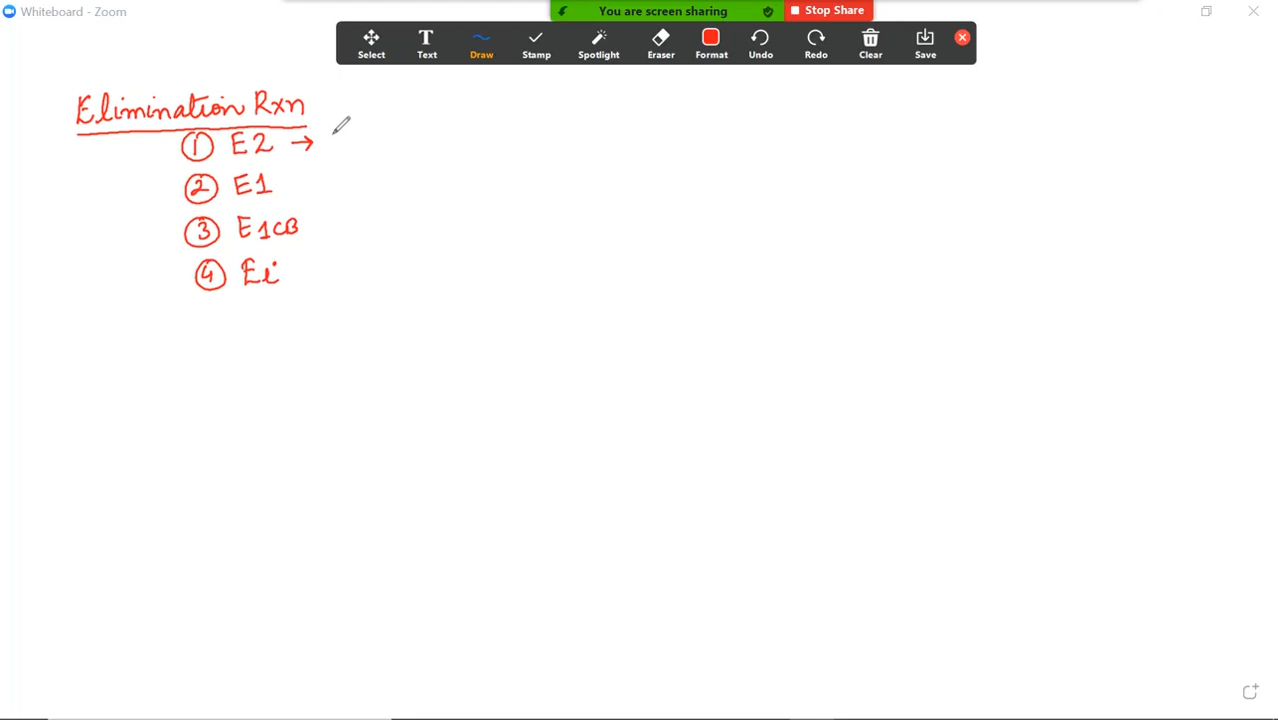 Whiteboard - Zoom
You are screen sharing
Stop Share
Select
Text
Draw
Stamp
Spotlight
Eraser
Format
Undo
Redo
Clear
Save
Elimination Rxn
① E2 →
② E1
③ E1CB
④ Ei